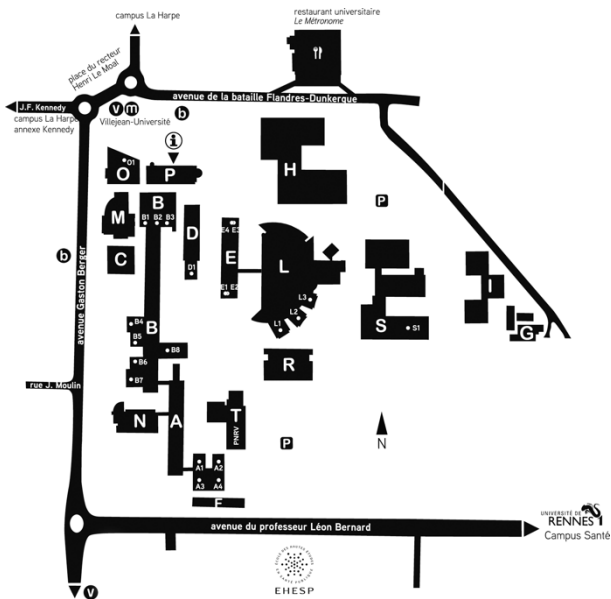 campus La Harpe
restaurant universitaire
Le Métronome
place du recteur
Henri Le Moal
avenue de la bataille Flandres-Dunkerque
J.F. Kennedy
campus La Harpe
annexe Kennedy
v m
Villejean-Université
b
i
O1
O
P
H
B
B1 B2 B3
M
D
D1
C
P
E4 E3
E
E1 E2
L
L1
L2
L3
S
S1
I
G
b
avenue Gaston Berger
B4
B
B5
B8
B6
B7
R
rue J. Moulin
N
A
T
PNRV
P
N
A1 A2
A3 A4
F
avenue du professeur Léon Bernard
UNIVERSITÉ DE
RENNES 1
Campus Santé
v
EHESP